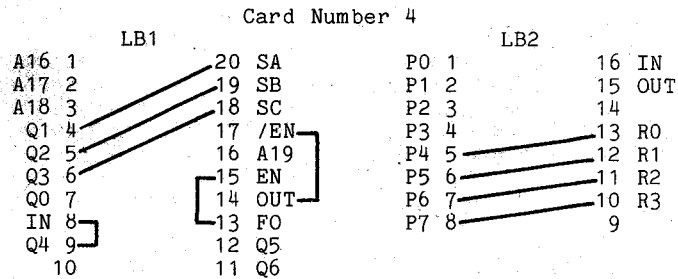 Card Number 4
LB1 LB2
A16 1 20 SA P0 1 16 IN
A17 2 19 SB P1 2 15 OUT
A18 3 18 SC P2 3 14
Q1 4 17 /EN P3 4 13 R0
Q2 5 16 A19 P4 5 12 R1
Q3 6 15 EN P5 6 11 R2
Q0 7 14 OUT P6 7 10 R3
IN 8 13 F0 P7 8 9
Q4 9 12 Q5
10 11 Q6